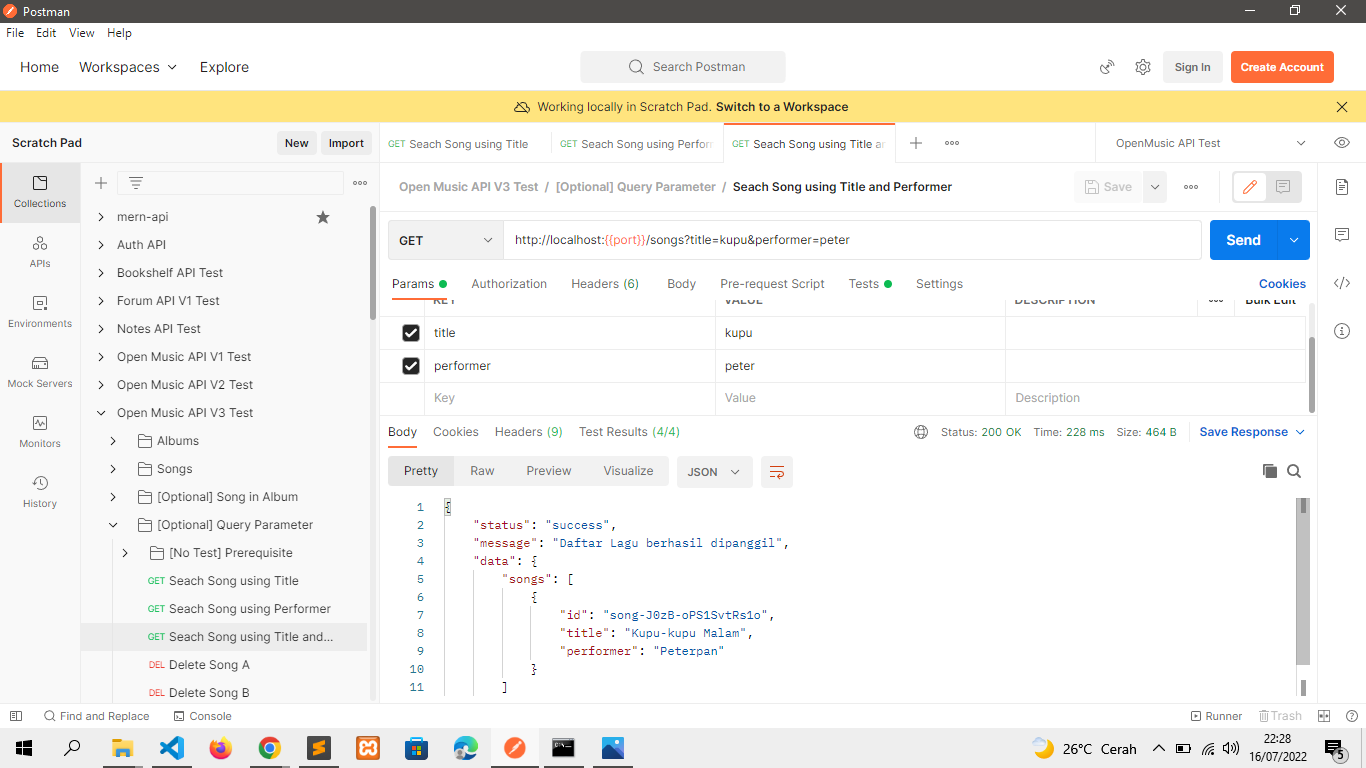 Postman
File Edit View Help
Home Workspaces Explore Search Postman Sign In Create Account
Working locally in Scratch Pad. Switch to a Workspace
Scratch Pad New Import
GET Seach Song using Title GET Seach Song using Perfor GET Seach Song using Title an OpenMusic API Test
Collections
APIs
Environments
Mock Servers
Monitors
History
mern-api
Auth API
Bookshelf API Test
Forum API V1 Test
Notes API Test
Open Music API V1 Test
Open Music API V2 Test
Open Music API V3 Test
Albums
Songs
[Optional] Song in Album
[Optional] Query Parameter
[No Test] Prerequisite
GET Seach Song using Title
GET Seach Song using Performer
GET Seach Song using Title and...
DEL Delete Song A
DEL Delete Song B
Open Music API V3 Test / [Optional] Query Parameter / Seach Song using Title and Performer Save
GET http://localhost:{{port}}/songs?title=kupu&performer=peter Send
Params Authorization Headers (6) Body Pre-request Script Tests Settings Cookies
KEY VALUE DESCRIPTION Bulk Edit
title kupu
performer peter
Key Value Description
Body Cookies Headers (9) Test Results (4/4) Status: 200 OK Time: 228 ms Size: 464 B Save Response
Pretty Raw Preview Visualize JSON
1 {
2 "status": "success",
3 "message": "Daftar Lagu berhasil dipanggil",
4 "data": {
5 "songs": [
6 {
7 "id": "song-J0zB-oPS1SvtRs1o",
8 "title": "Kupu-kupu Malam",
9 "performer": "Peterpan"
10 }
11 ]
Find and Replace Console Runner Trash
26°C Cerah 22:28
16/07/2022 5